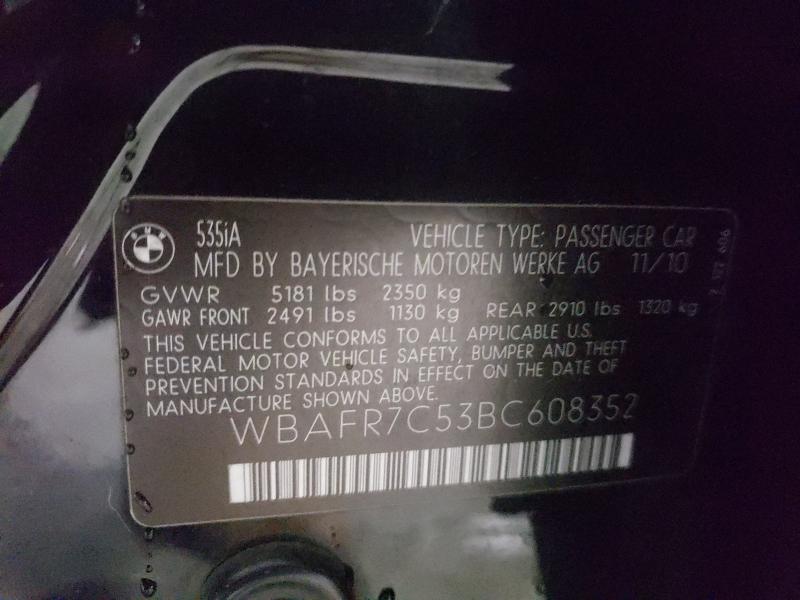 BMW
535iA VEHICLE TYPE: PASSENGER CAR
MFD BY BAYERISCHE MOTOREN WERKE AG 11/10
GVWR 5181 lbs 2350 kg
GAWR FRONT 2491 lbs 1130 kg REAR 2910 lbs 1320 kg
THIS VEHICLE CONFORMS TO ALL APPLICABLE U.S.
FEDERAL MOTOR VEHICLE SAFETY, BUMPER AND THEFT
PREVENTION STANDARDS IN EFFECT ON THE DATE OF
MANUFACTURE SHOWN ABOVE.
WBAFR7C53BC608352